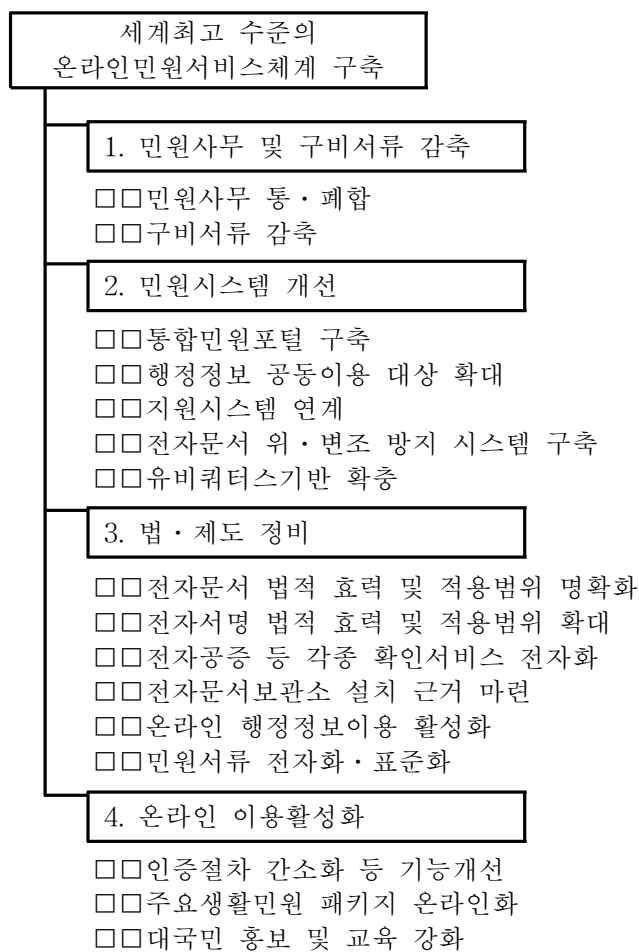 세계최고 수준의
온라인민원서비스체계 구축
1. 민원사무 및 구비서류 감축
□□민원사무 통・폐합
□□구비서류 감축
2. 민원시스템 개선
□□통합민원포털 구축
□□행정정보 공동이용 대상 확대
□□지원시스템 연계
□□전자문서 위・변조 방지 시스템 구축
□□유비쿼터스기반 확충
3. 법・제도 정비
□□전자문서 법적 효력 및 적용범위 명확화
□□전자서명 법적 효력 및 적용범위 확대
□□전자공증 등 각종 확인서비스 전자화
□□전자문서보관소 설치 근거 마련
□□온라인 행정정보이용 활성화
□□민원서류 전자화・표준화
4. 온라인 이용활성화
□□인증절차 간소화 등 기능개선
□□주요생활민원 패키지 온라인화
□□대국민 홍보 및 교육 강화